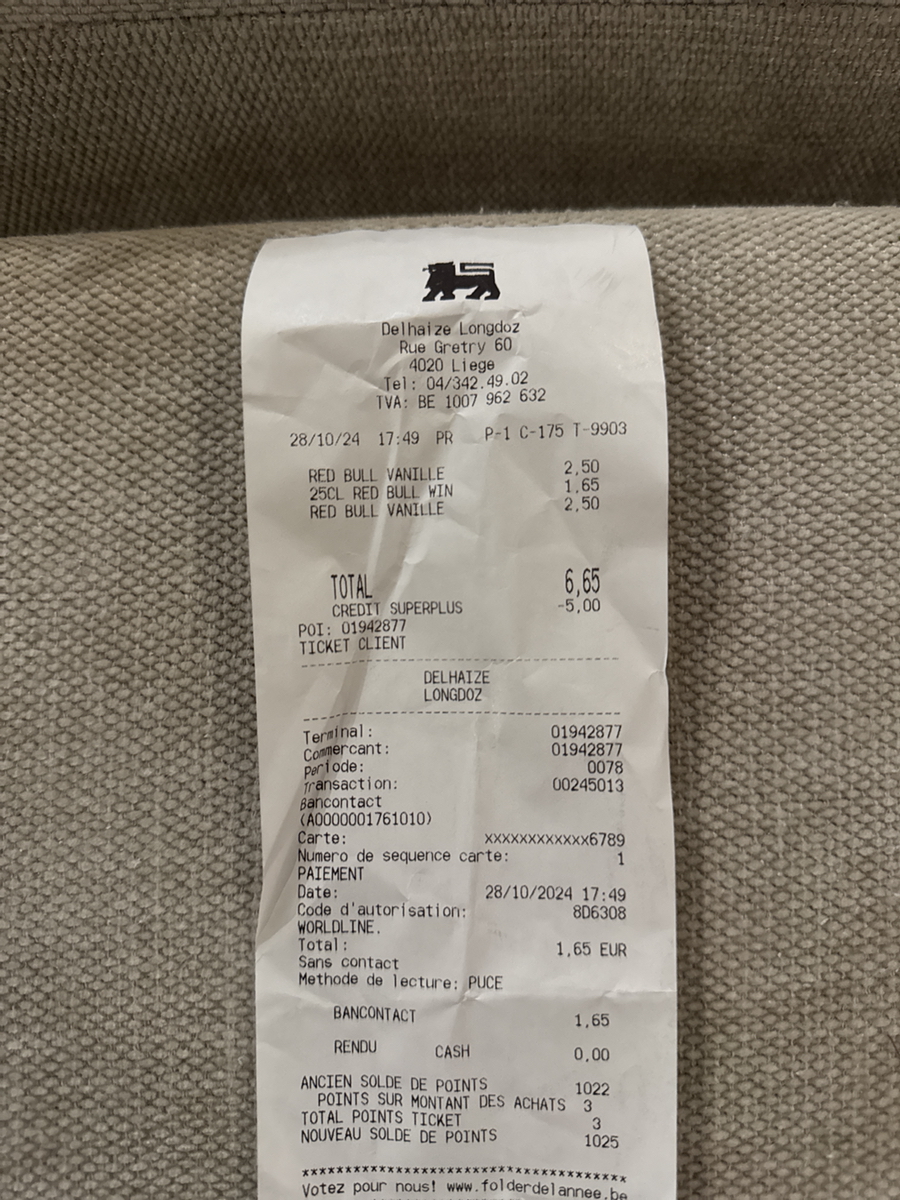 Delhaize Longdoz
Rue Gretry 60
4020 Liege
Tel: 04/342.49.02
TVA: BE 1007 962 632
28/10/24 17:49 PR P-1 C-175 T-9903
RED BULL VANILLE 2,50
25CL RED BULL WIN 1,65
RED BULL VANILLE 2,50
TOTAL 6,65
CREDIT SUPERPLUS -5,00
POI: 01942877
TICKET CLIENT
DELHAIZE
LONGDOZ
Terminal: 01942877
Commercant: 01942877
Periode: 0078
Transaction: 00245013
Bancontact
(A0000001761010)
Carte: xxxxxxxxxxxx6789
Numero de sequence carte: 1
PAIEMENT
Date: 28/10/2024 17:49
Code d'autorisation: 8D6308
WORLDLINE.
Total: 1,65 EUR
Sans contact
Methode de lecture: PUCE
BANCONTACT 1,65
RENDU CASH 0,00
ANCIEN SOLDE DE POINTS 1022
POINTS SUR MONTANT DES ACHATS 3
TOTAL POINTS TICKET 3
NOUVEAU SOLDE DE POINTS 1025
****************************************
Votez pour nous! www.folderdelannee.be